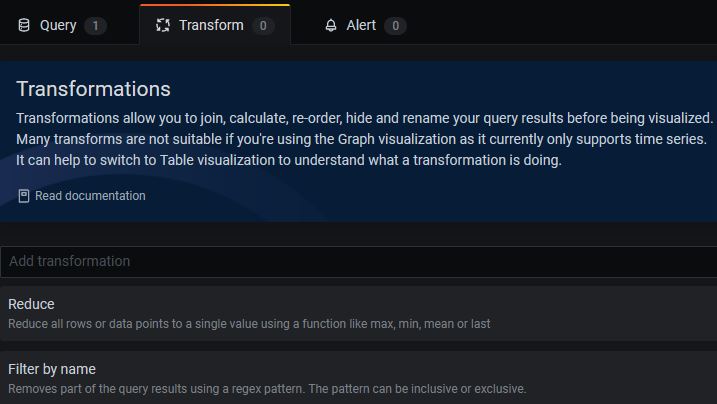 Query 1 Transform 0 Alert 0
Transformations
Transformations allow you to join, calculate, re-order, hide and rename your query results before being visualized.
Many transforms are not suitable if you're using the Graph visualization as it currently only supports time series.
It can help to switch to Table visualization to understand what a transformation is doing.
Read documentation
Add transformation
Reduce
Reduce all rows or data points to a single value using a function like max, min, mean or last
Filter by name
Removes part of the query results using a regex pattern. The pattern can be inclusive or exclusive.